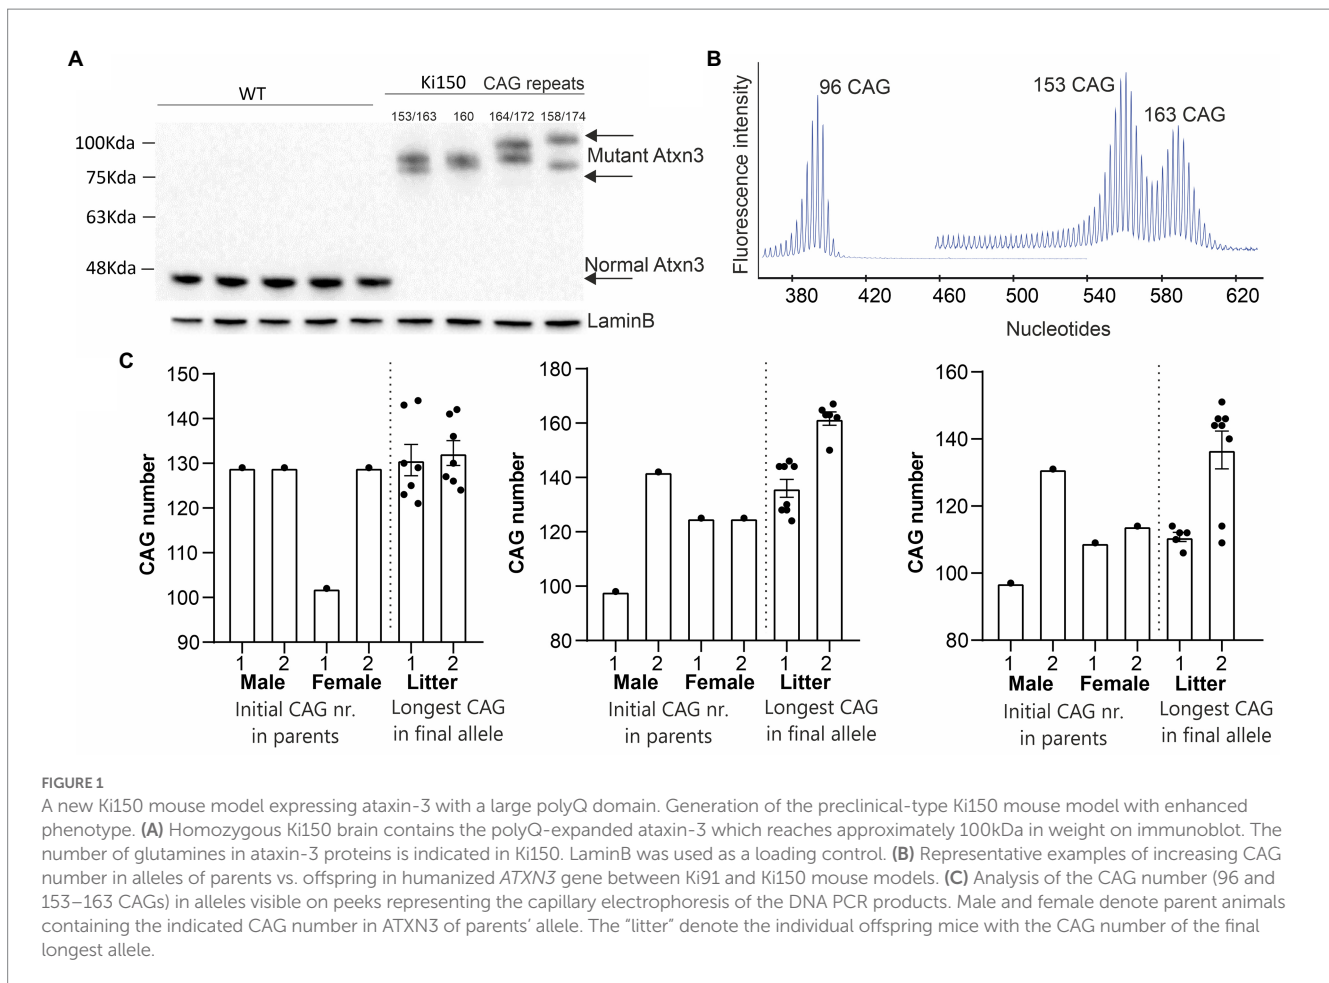 A
WT
Ki150 CAG repeats
153/163 160 164/172 158/174
100Kda
75Kda
63Kda
48Kda
Mutant Atxn3
Normal Atxn3
LaminB
B
Fluorescence intensity
96 CAG
153 CAG
163 CAG
380 420 460 500 540 580 620
Nucleotides
C
CAG number
150
140
130
120
110
100
90
1 2 1 2 1 2
Male Female Litter
Initial CAG nr. Longest CAG
in parents in final allele
CAG number
180
160
140
120
100
80
1 2 1 2 1 2
Male Female Litter
Initial CAG nr. Longest CAG
in parents in final allele
CAG number
160
140
120
100
80
1 2 1 2 1 2
Male Female Litter
Initial CAG nr. Longest CAG
in parents in final allele
FIGURE 1
A new Ki150 mouse model expressing ataxin-3 with a large polyQ domain. Generation of the preclinical-type Ki150 mouse model with enhanced
phenotype. (A) Homozygous Ki150 brain contains the polyQ-expanded ataxin-3 which reaches approximately 100kDa in weight on immunoblot. The
number of glutamines in ataxin-3 proteins is indicated in Ki150. LaminB was used as a loading control. (B) Representative examples of increasing CAG
number in alleles of parents vs. offspring in humanized ATXN3 gene between Ki91 and Ki150 mouse models. (C) Analysis of the CAG number (96 and
153–163 CAGs) in alleles visible on peeks representing the capillary electrophoresis of the DNA PCR products. Male and female denote parent animals
containing the indicated CAG number in ATXN3 of parents’ allele. The “litter” denote the individual offspring mice with the CAG number of the final
longest allele.